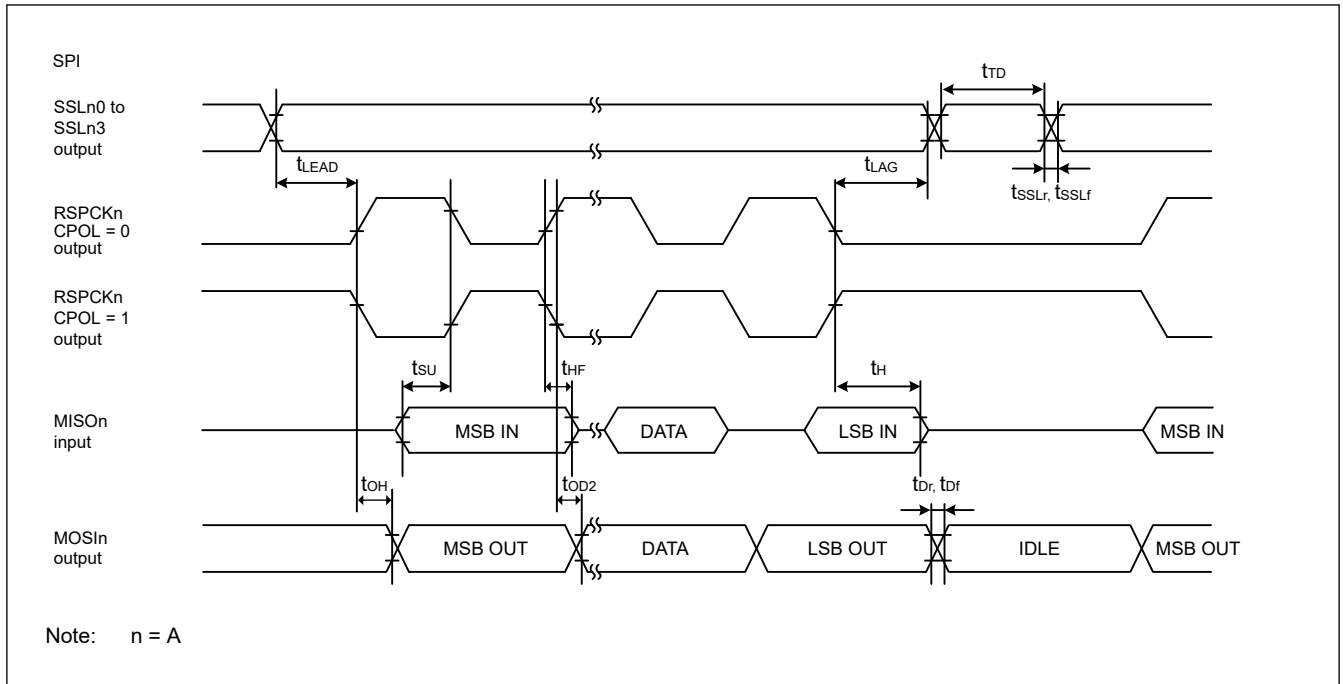 SPI
tTD
SSLn0 to
SSLn3
output
tLEAD
tLAG
tSSLr, tSSLf
RSPCKn
CPOL = 0
output
RSPCKn
CPOL = 1
output
tSU
tHF
tH
MISOn
input
MSB IN
DATA
LSB IN
MSB IN
tOH
tOD2
tDr, tDf
MOSIn
output
MSB OUT
DATA
LSB OUT
IDLE
MSB OUT
Note: n = A